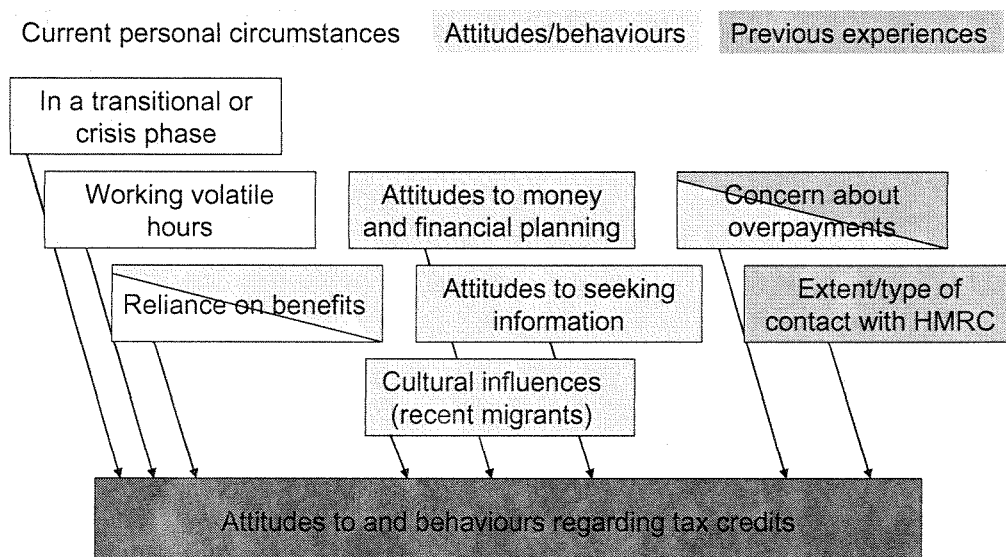 Current personal circumstances
Attitudes/behaviours
Previous experiences
In a transitional or
crisis phase
Working volatile
hours
Attitudes to money
and financial planning
Concern about
overpayments
Reliance on benefits
Attitudes to seeking
information
Extent/type of
contact with HMRC
Cultural influences
(recent migrants)
Attitudes to and behaviours regarding tax credits